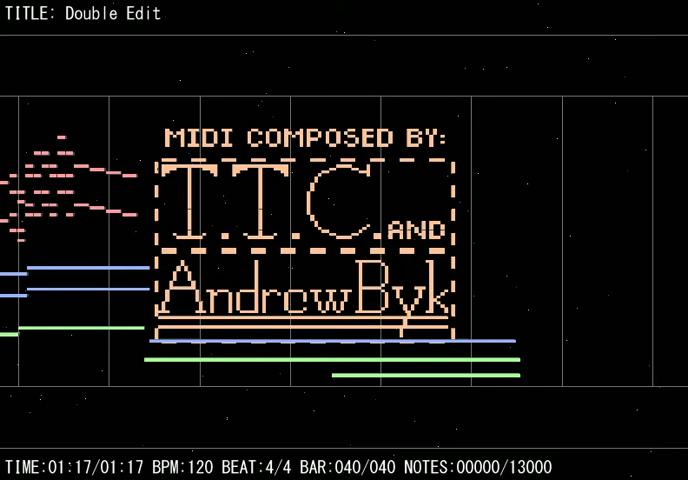 TITLE: Double Edit
MIDI COMPOSED BY:
T.T.C.AND
AndrewByk
TIME:01:17/01:17 BPM:120 BEAT:4/4 BAR:040/040 NOTES:00000/13000